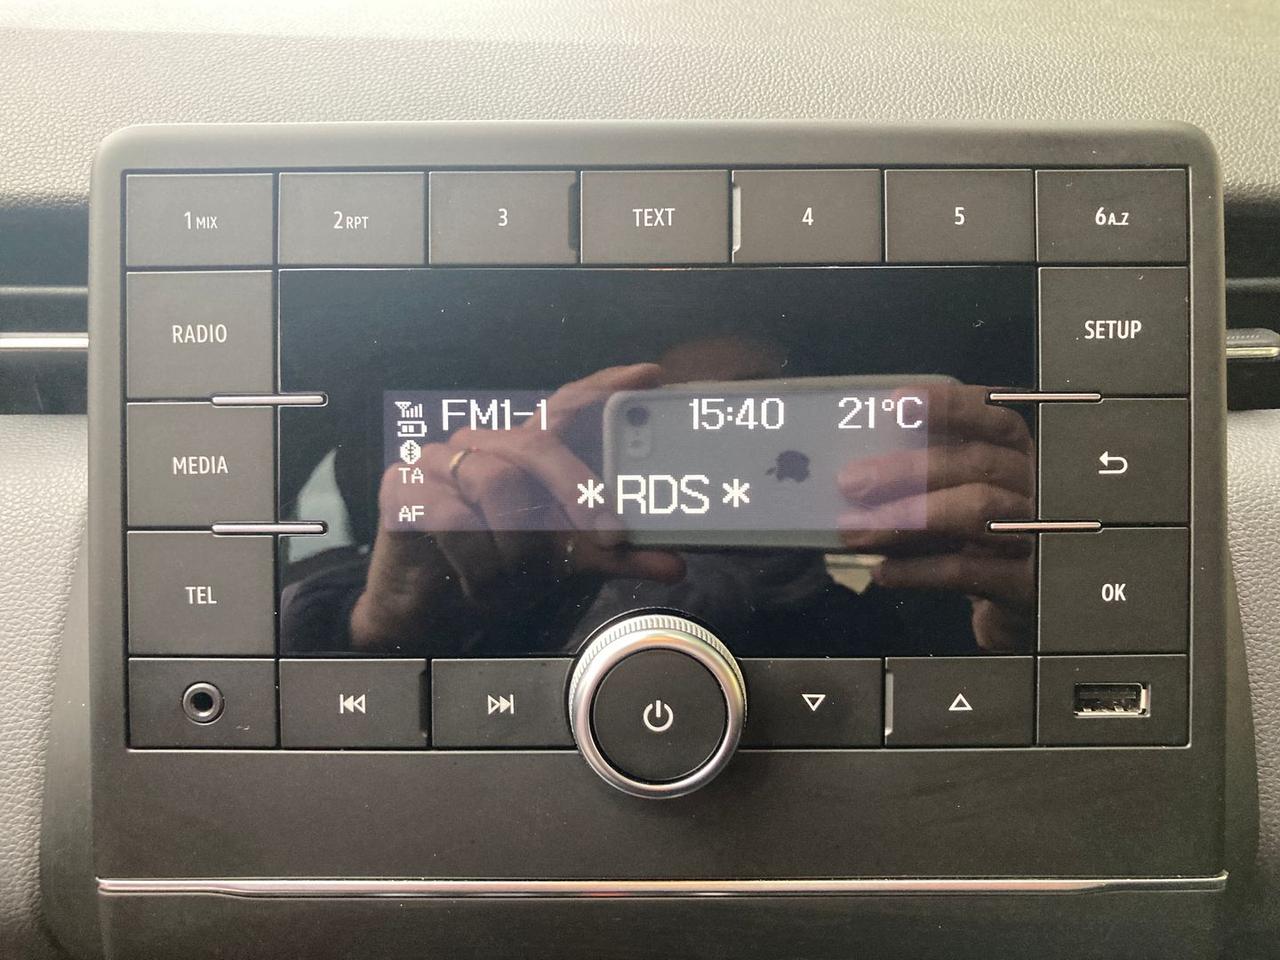 1 MIX 2 RPT 3 TEXT 4 5 6 A_Z
RADIO
SETUP
FM1-1 15:40 21°C
MEDIA
TA
*RDS*
AF
TEL
OK